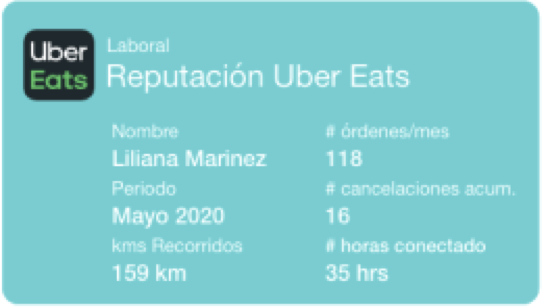 Uber
Eats
Laboral
Reputación Uber Eats
Nombre
Liliana Marinez
Periodo
Mayo 2020
kms Recorridos
159 km
# órdenes/mes
118
# cancelaciones acum.
16
# horas conectado
35 hrs